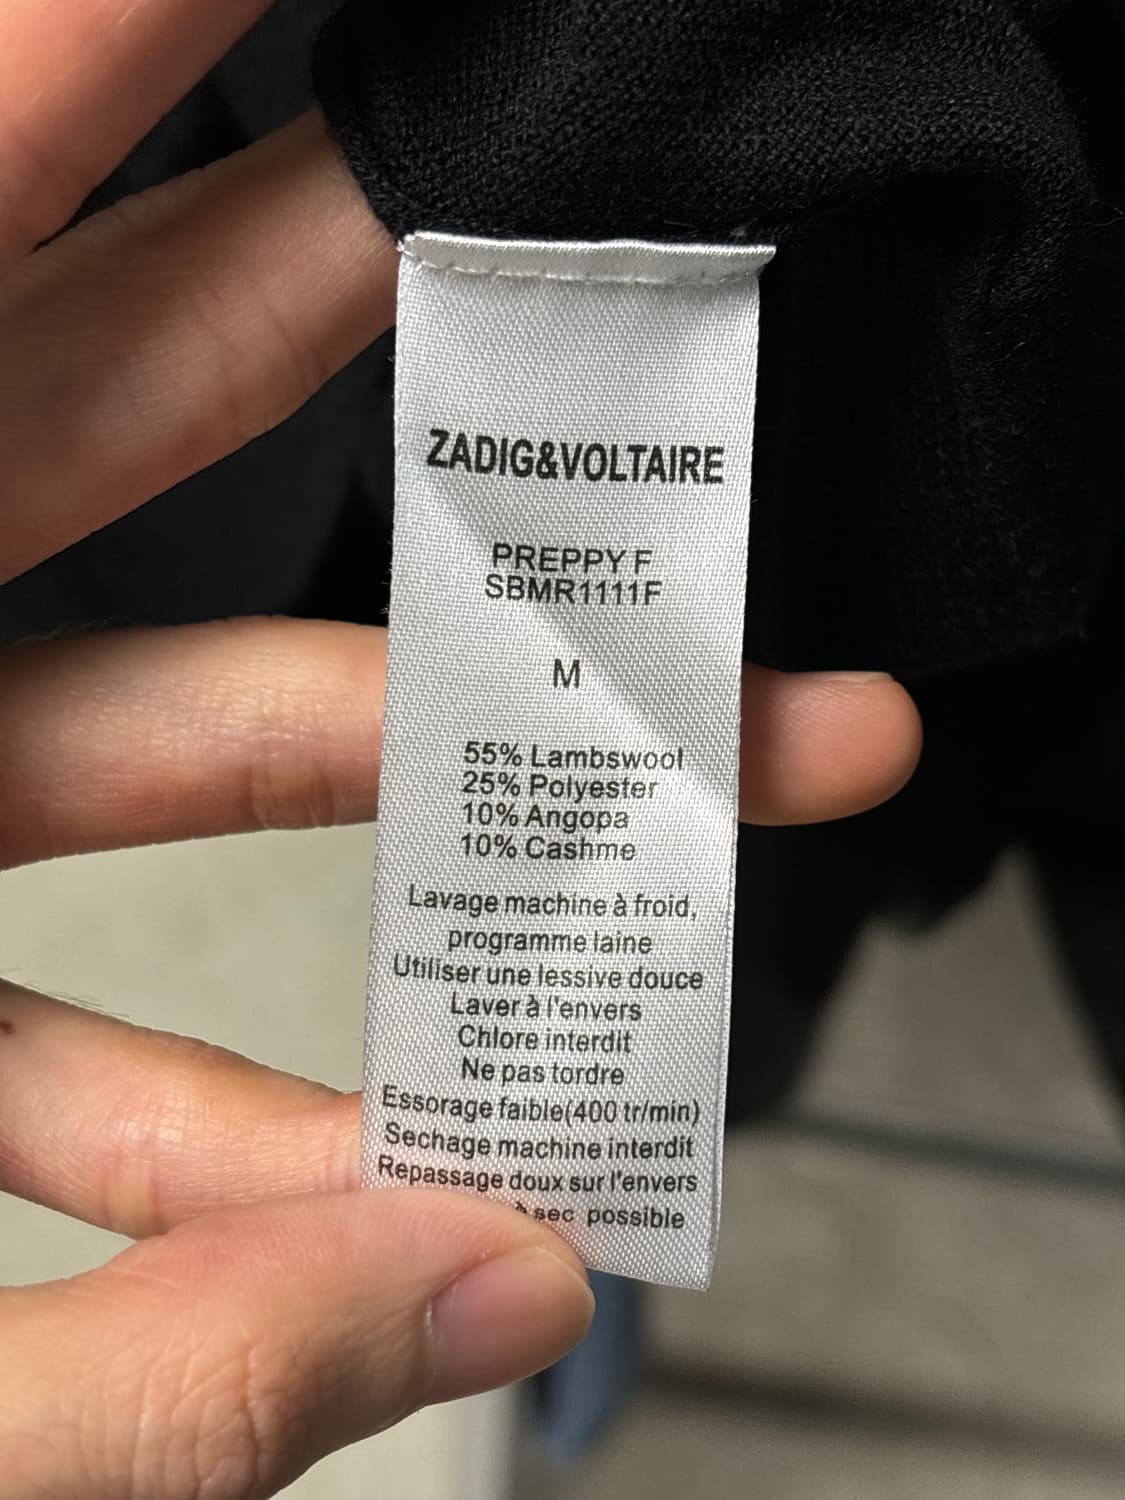 ZADIG&VOLTAIRE
PREPPY F
SBMR1111F
M
55% Lambswool
25% Polyester
10% Angopa
10% Cashme
Lavage machine à froid,
programme laine
Utiliser une lessive douce
Laver à l'envers
Chlore interdit
Ne pas tordre
Essorage faible(400 tr/min)
Sechage machine interdit
Repassage doux sur l'envers
à sec possible